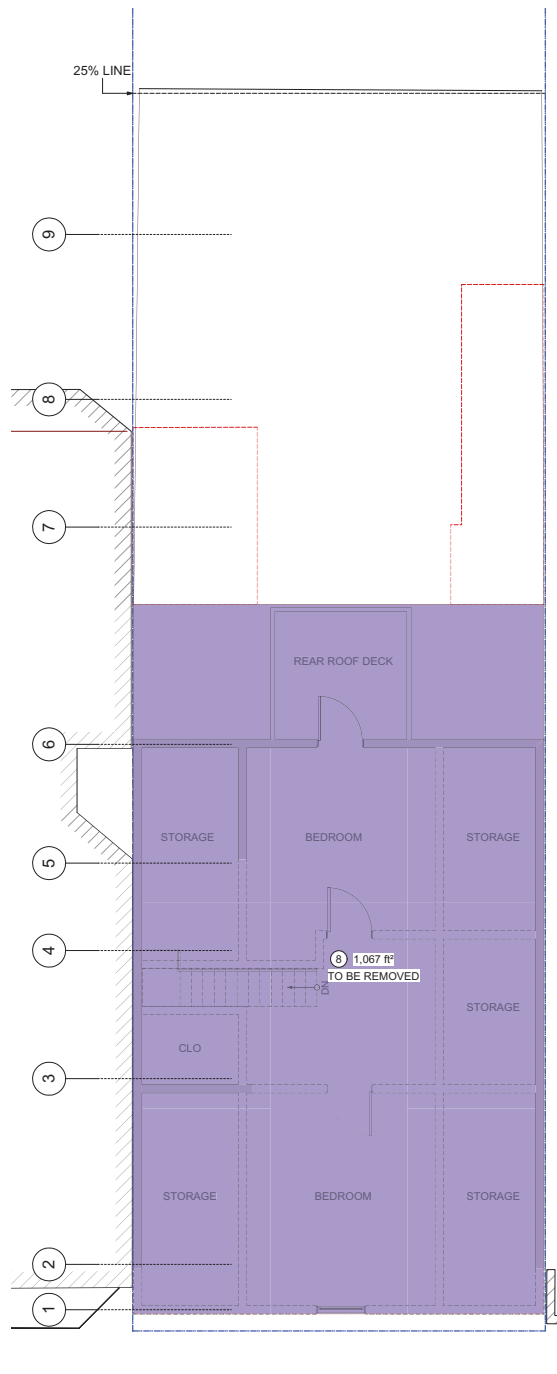 25% LINE
9
8
7
REAR ROOF DECK
6
STORAGE
BEDROOM
STORAGE
5
4
8 1,067 ft²
TO BE REMOVED
DN
STORAGE
CLO
3
STORAGE
BEDROOM
STORAGE
2
1